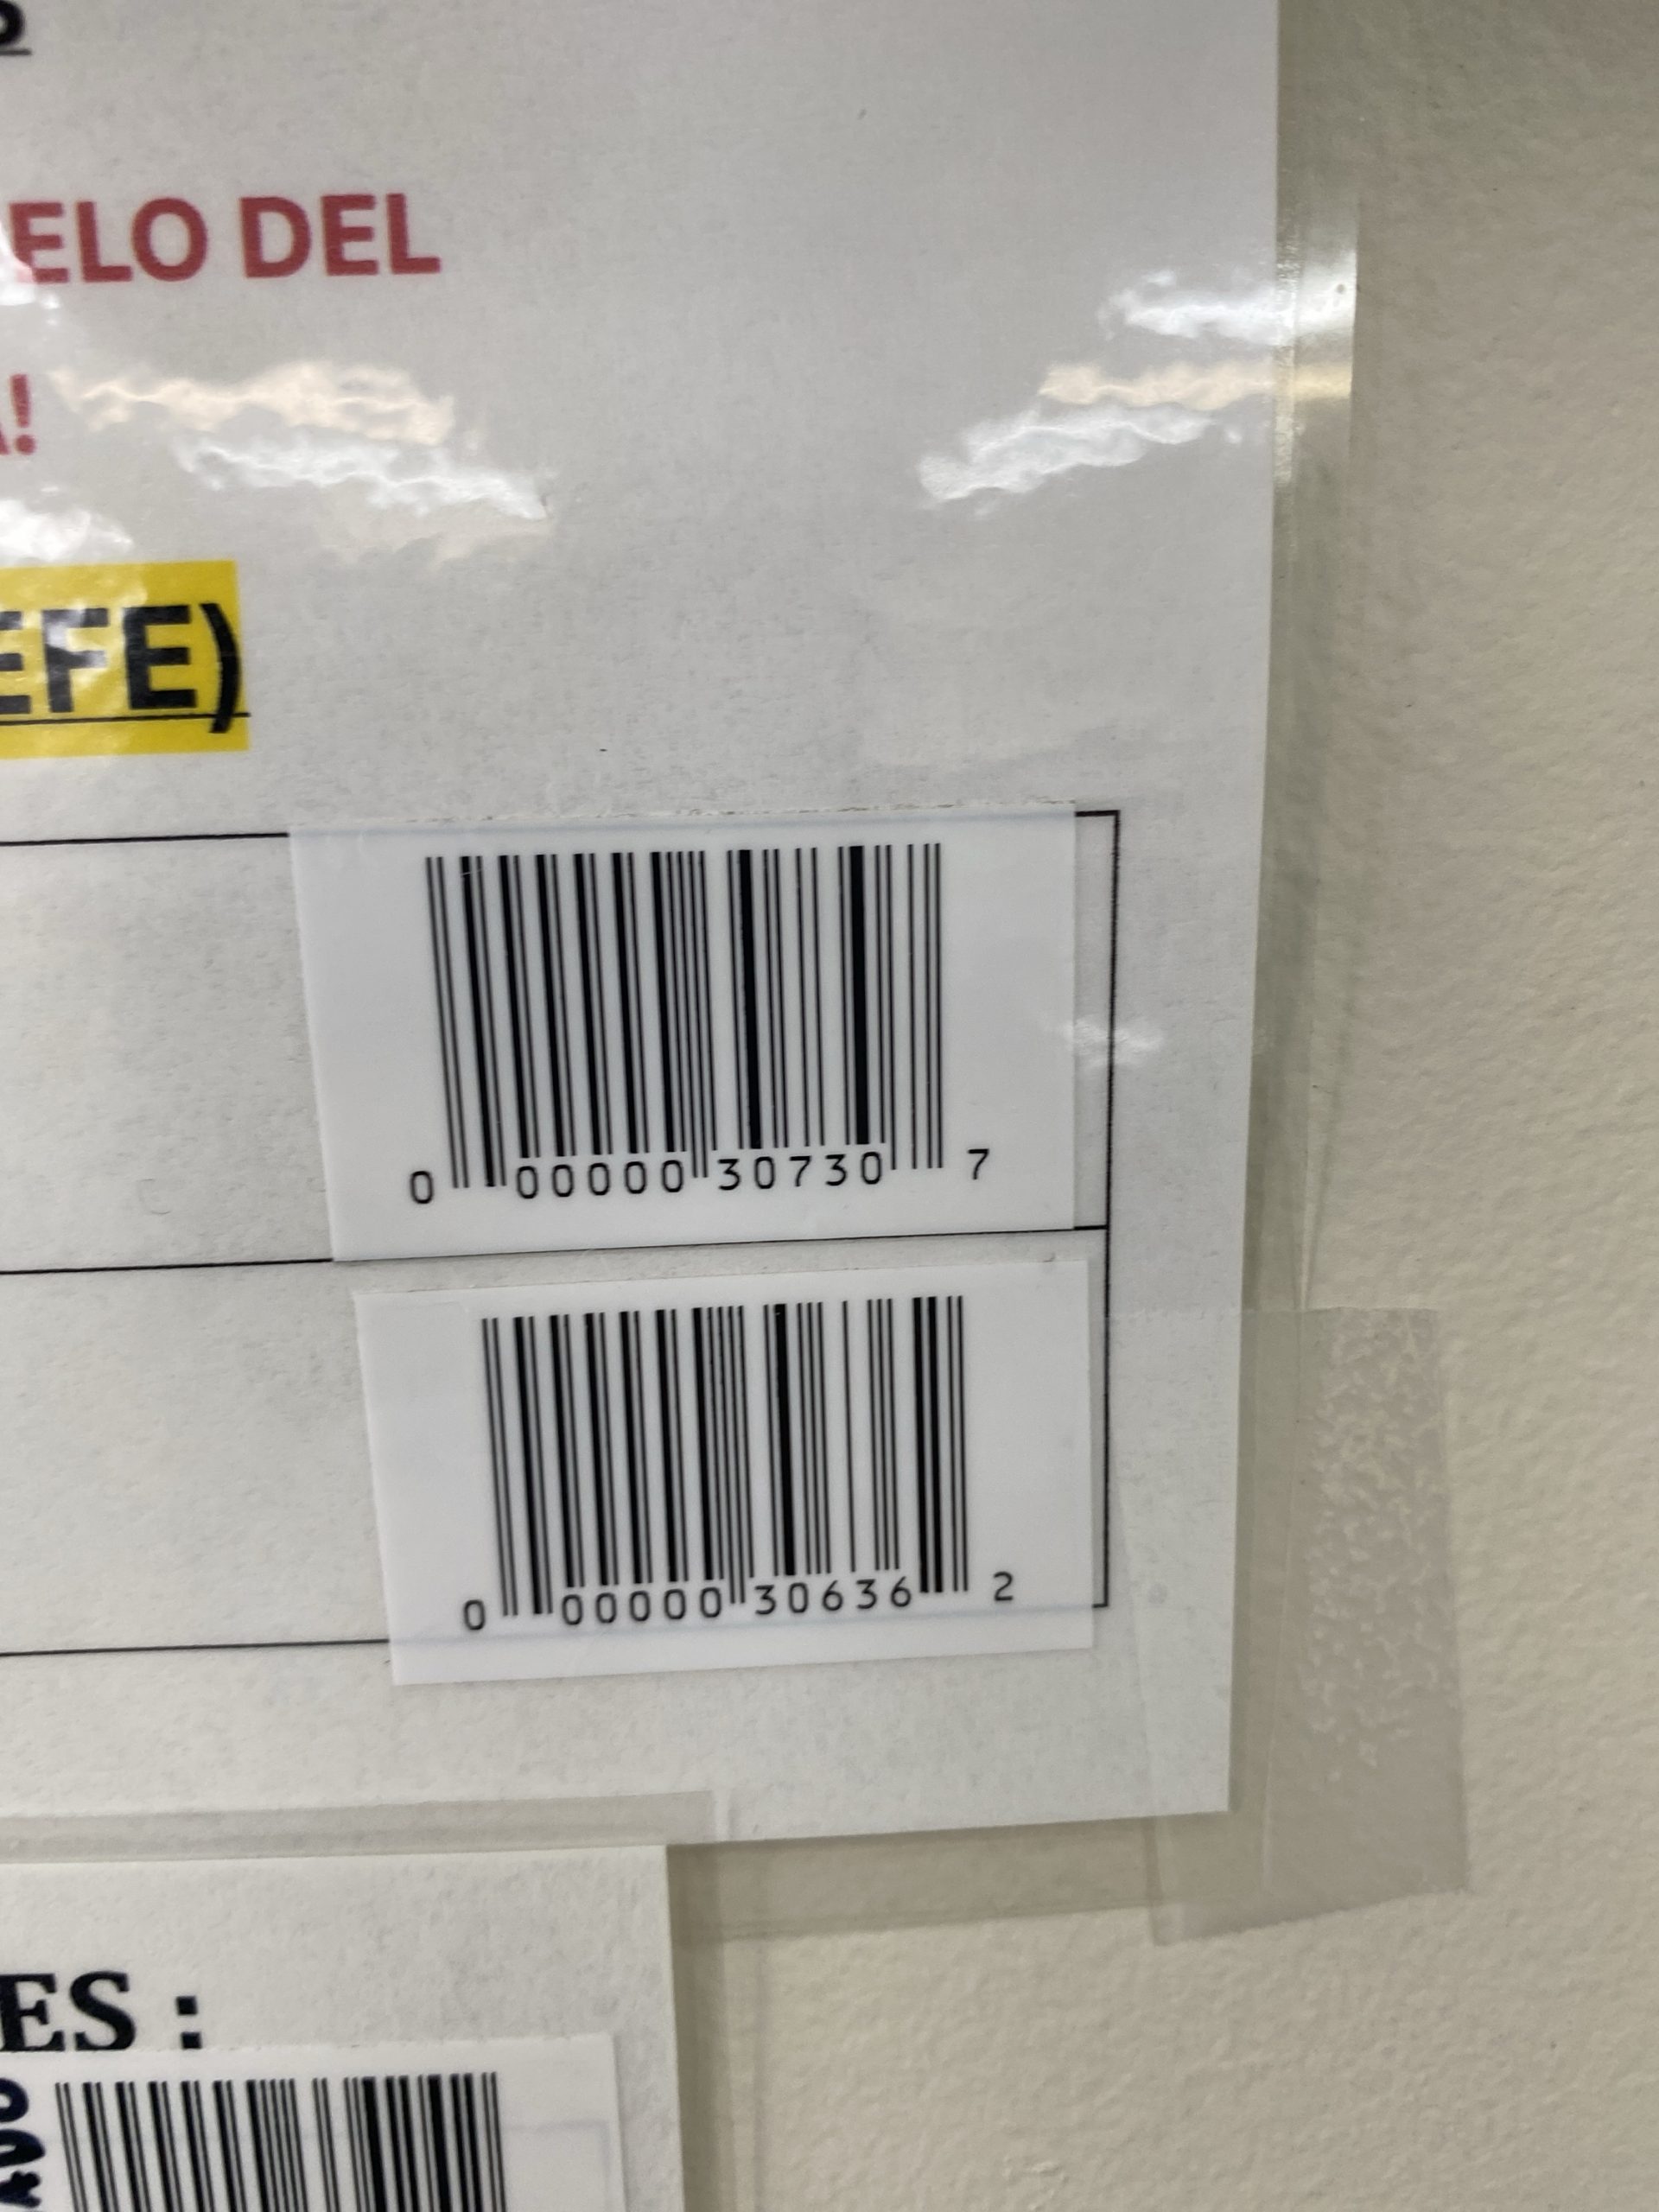 ELO DEL
!
EFE)
0 00000 30730 7
0 00000 30636 2
ES :